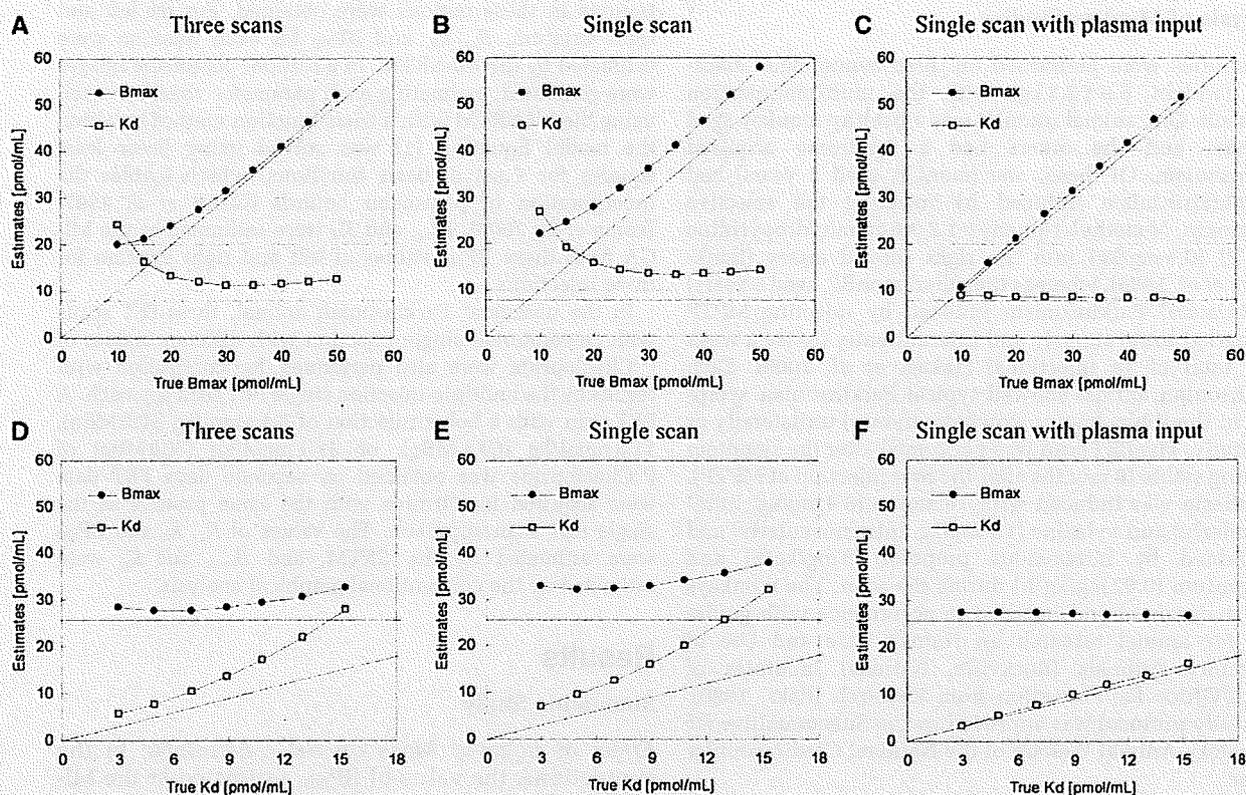 A
Three scans
60
50
40
30
20
10
0
Bmax
Kd
Estimates [pmol/mL]
0 10 20 30 40 50 60
True Bmax [pmol/mL]
B
Single scan
60
50
40
30
20
10
0
Bmax
Kd
Estimates [pmol/mL]
0 10 20 30 40 50 60
True Bmax [pmol/mL]
C
Single scan with plasma input
60
50
40
30
20
10
0
Bmax
Kd
Estimates [pmol/mL]
0 10 20 30 40 50 60
True Bmax [pmol/mL]
D
Three scans
60
50
40
30
20
10
0
Bmax
Kd
Estimates [pmol/mL]
0 3 6 9 12 15 18
True Kd [pmol/mL]
E
Single scan
60
50
40
30
20
10
0
Bmax
Kd
Estimates [pmol/mL]
0 3 6 9 12 15 18
True Kd [pmol/mL]
F
Single scan with plasma input
60
50
40
30
20
10
0
Bmax
Kd
Estimates [pmol/mL]
0 3 6 9 12 15 18
True Kd [pmol/mL]